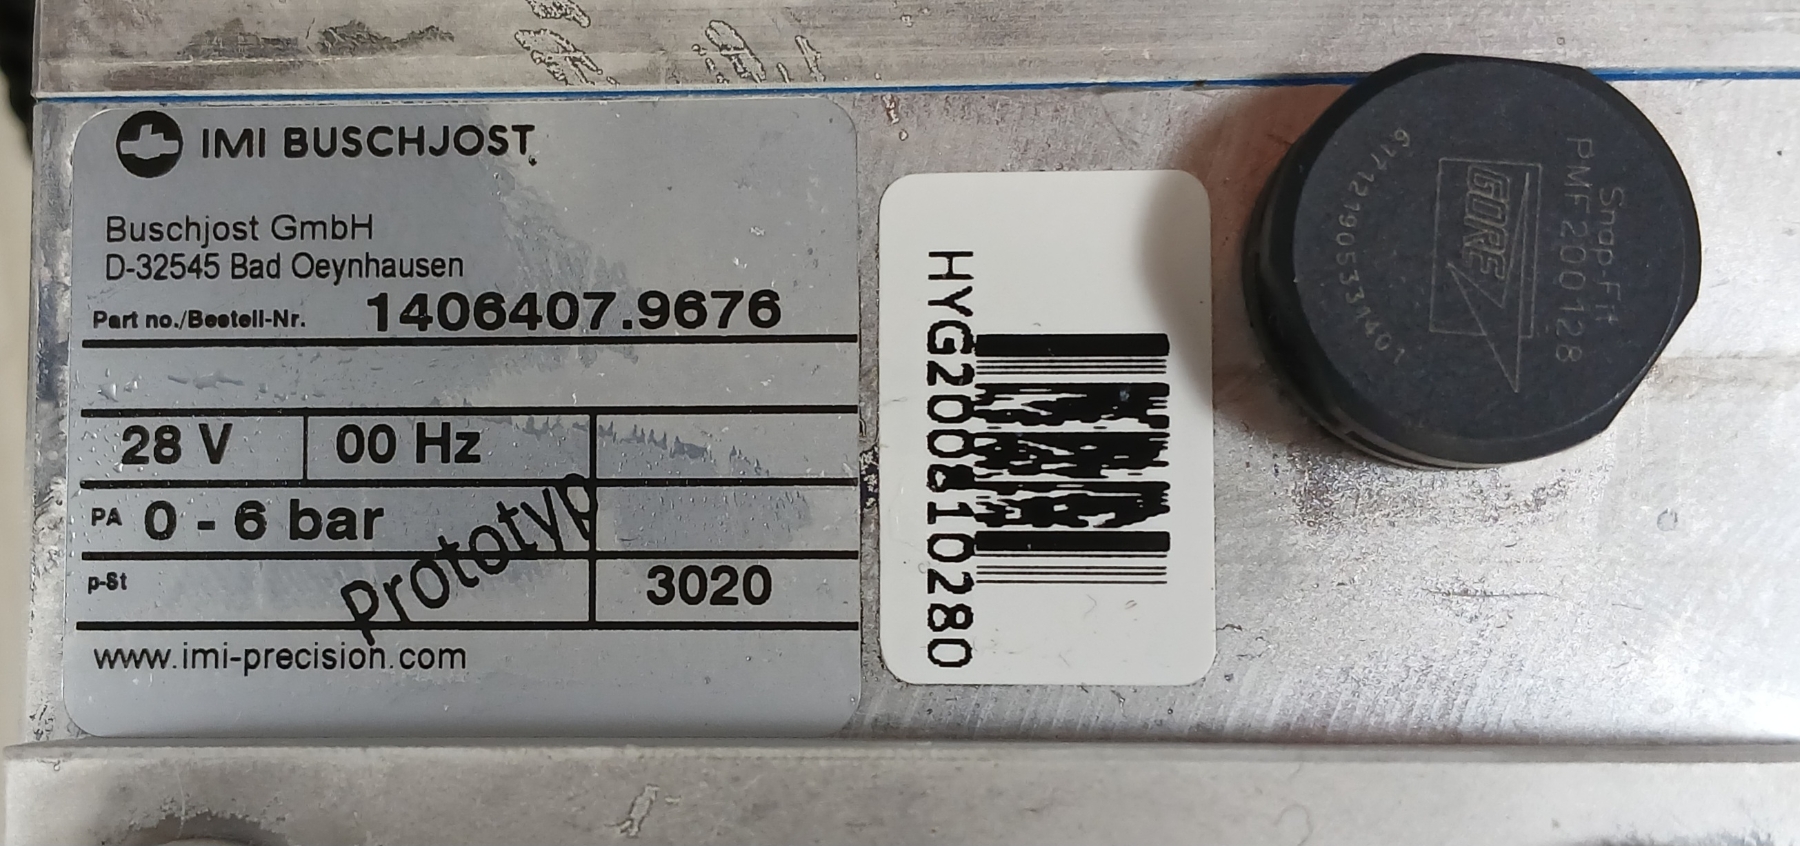 IMI BUSCHJOST
Buschjost GmbH
D-32545 Bad Oeynhausen
Part no./Bestell-Nr. 1406407.9676
28 V 00 Hz
PA 0 - 6 bar
Prototyp
p-St 3020
www.imi-precision.com
HYG200810280
Snap-Fit
PMF200128
GORE